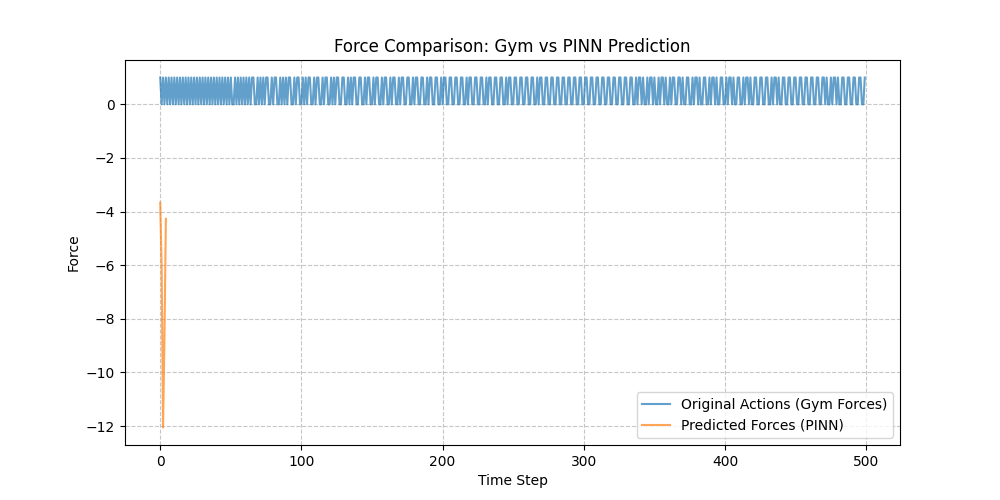 Force Comparison: Gym vs PINN Prediction
Force
0
−2
−4
−6
−8
−10
−12
Original Actions (Gym Forces)
Predicted Forces (PINN)
0 100 200 300 400 500
Time Step